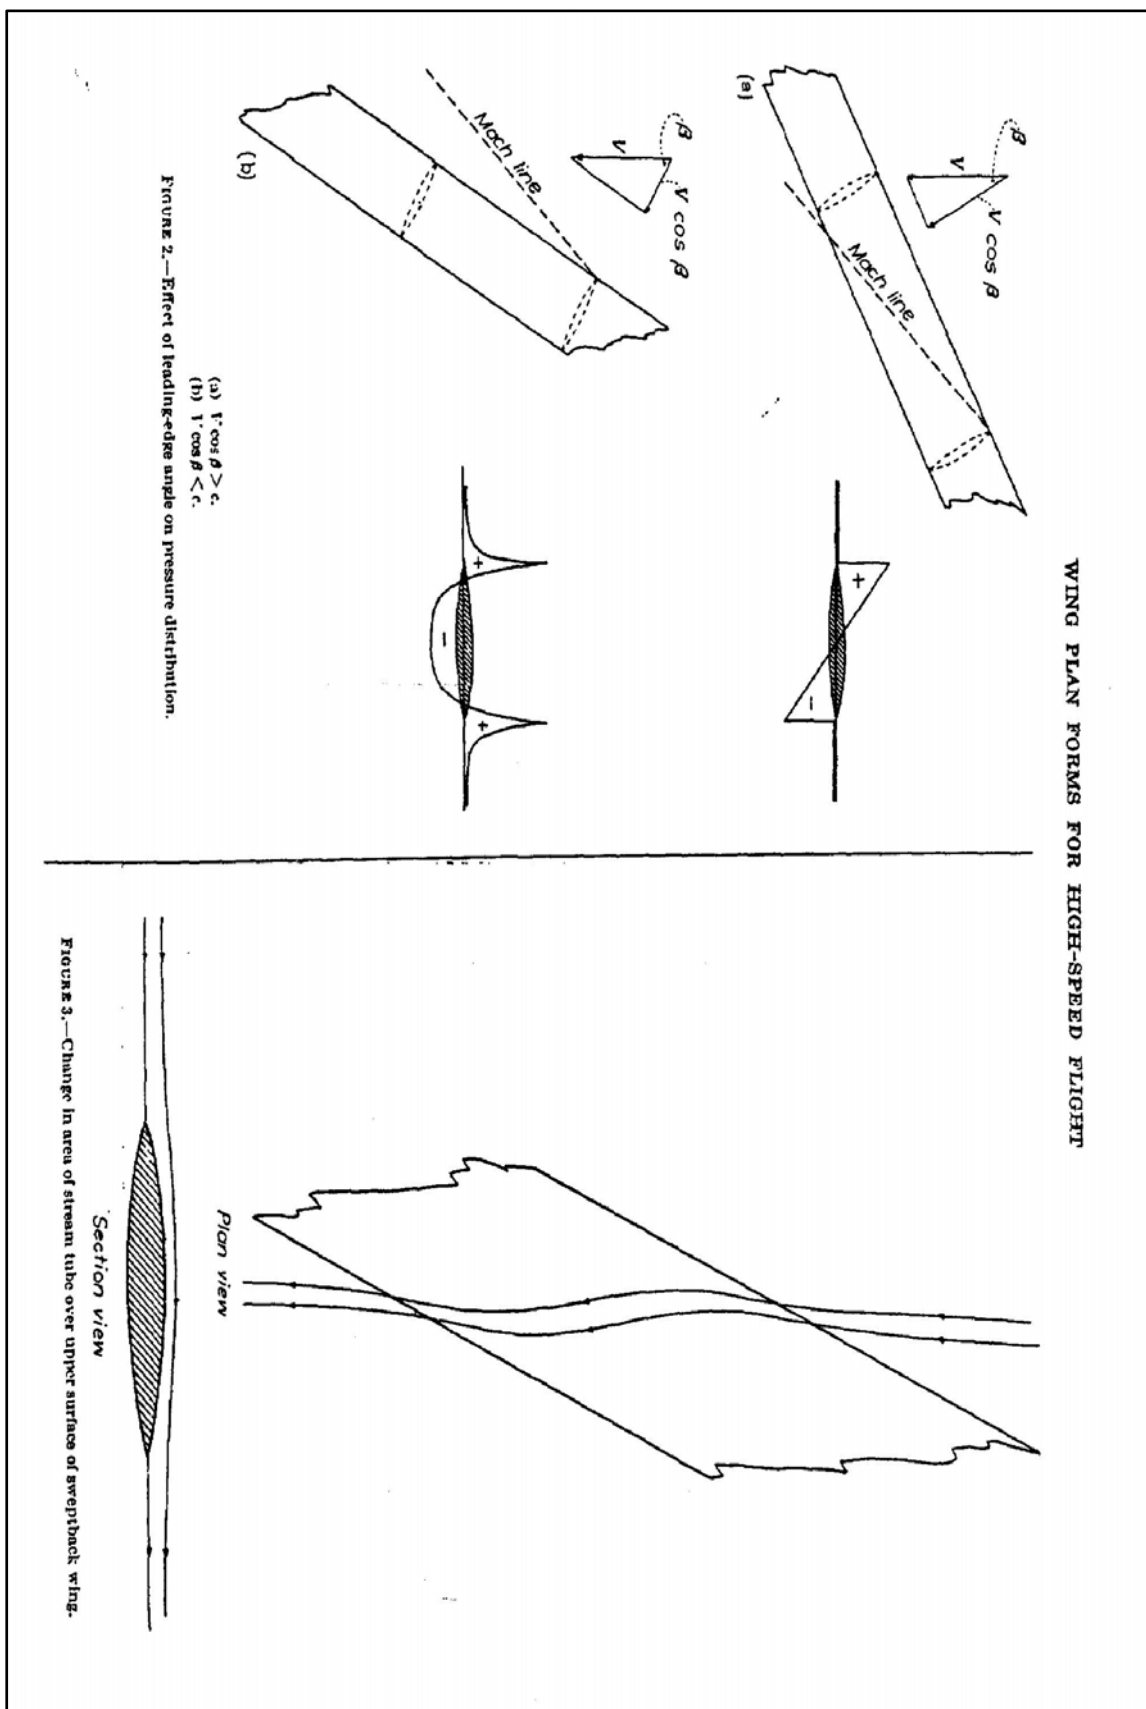 WING PLAN FORMS FOR HIGH-SPEED FLIGHT
β
V
V cos β
Mach line
(a)
+
−
β
V
V cos β
Mach line
(b)
+
−
+
(a) V cos β > c.
(b) V cos β < c.
FIGURE 2.—Effect of leading-edge angle on pressure distribution.
Plan view
Section view
FIGURE 3.—Change in area of stream tube over upper surface of sweptback wing.